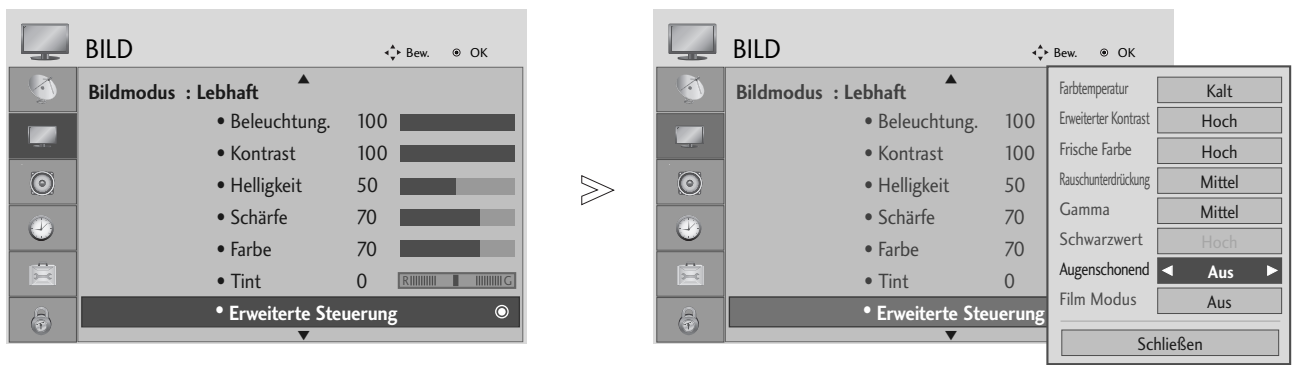 BILD Bew. OK
Bildmodus : Lebhaft
• Beleuchtung. 100
• Kontrast 100
• Helligkeit 50
• Schärfe 70
• Farbe 70
• Tint 0 R G
• Erweiterte Steuerung
BILD Bew. OK
Bildmodus : Lebhaft
• Beleuchtung. 100
• Kontrast 100
• Helligkeit 50
• Schärfe 70
• Farbe 70
• Tint 0
• Erweiterte Steuerung
Farbtemperatur Kalt
Erweiterter Kontrast Hoch
Frische Farbe Hoch
Rauschunterdrückung Mittel
Gamma Mittel
Schwarzwert Hoch
Augenschonend Aus
Film Modus Aus
Schließen